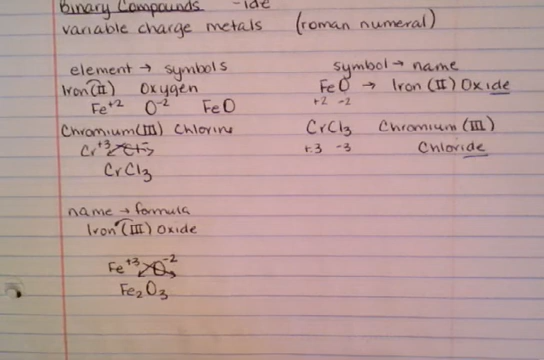 Binary Compounds -ide
variable charge metals (roman numeral)
element → symbols
Iron (II) Oxygen
Fe⁺² O⁻² FeO
Chromium (III) Chlorine
Cr⁺³ Cl⁻
CrCl₃
symbol → name
FeO → Iron (II) Oxide
+2 -2
CrCl₃ Chromium (III)
+3 -3 Chloride
name → formula
Iron (III) Oxide
Fe⁺³ O⁻²
Fe₂O₃